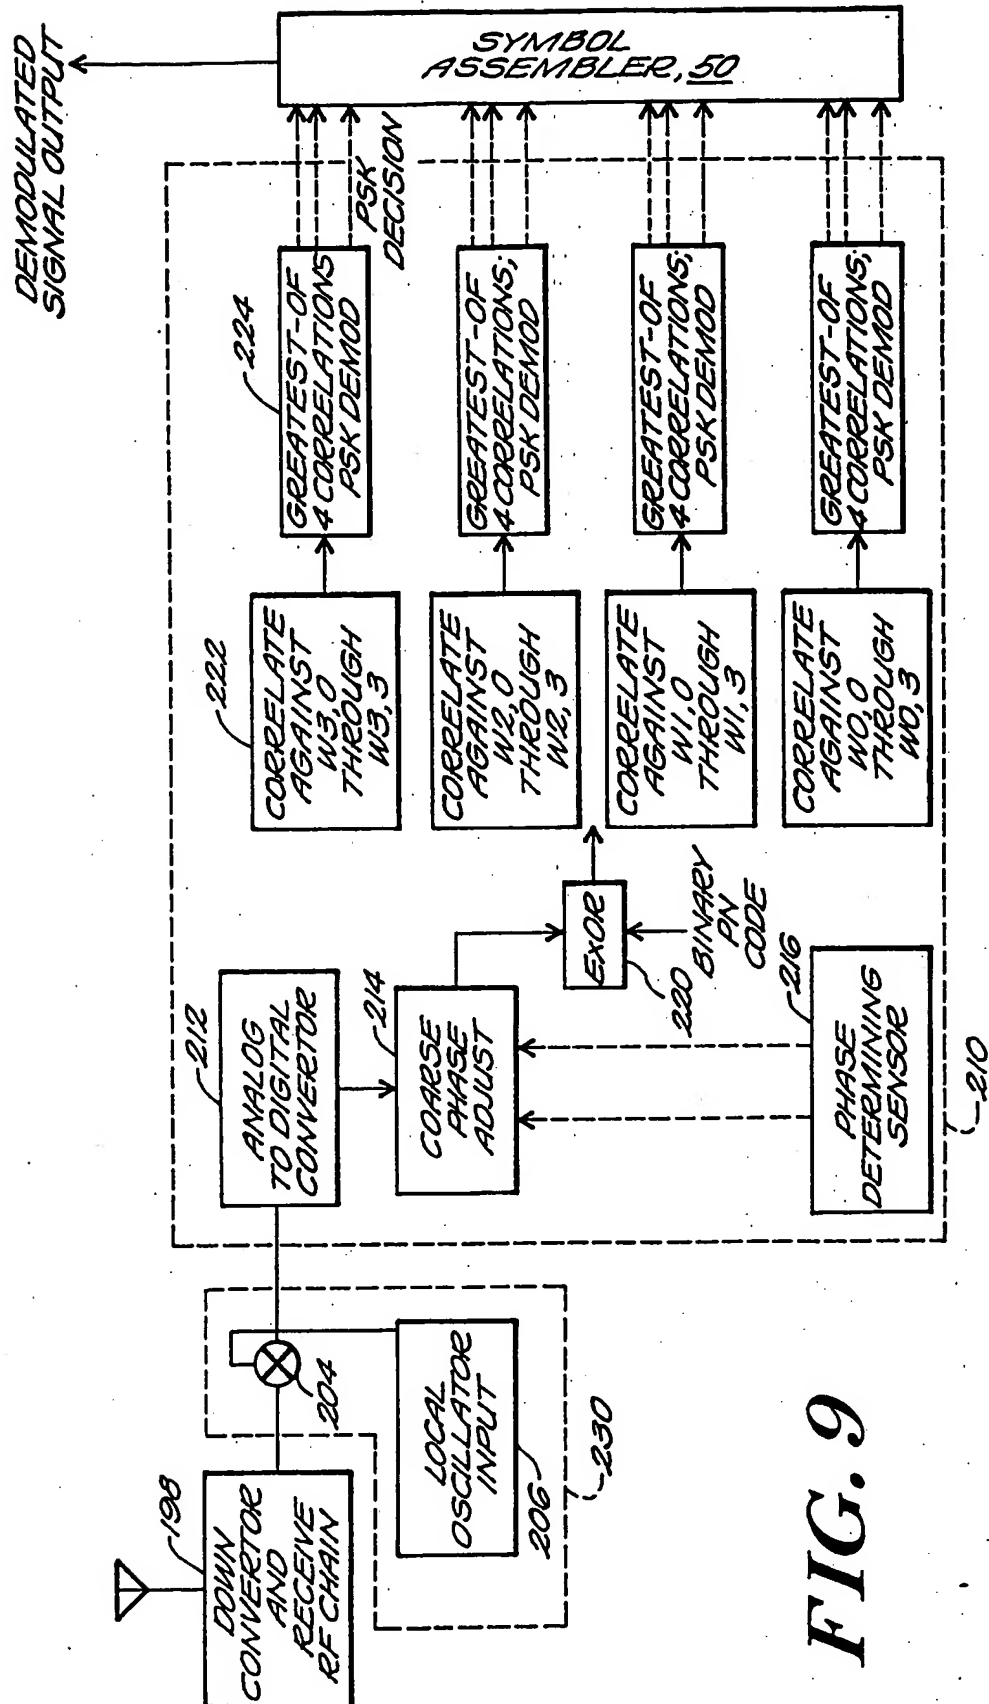 DOWN
CONVERTOR
AND
RECEIVE
RF CHAIN
198
204
LOCAL
OSCILLATOR
INPUT
206
230
212
ANALOG
TO DIGITAL
CONVERTOR
214
COARSE
PHASE
ADJUST
216
PHASE
DETERMINING
SENSOR
210
EXOR
220
BINARY
PN
CODE
222
CORRELATE
AGAINST
W3,0
THROUGH
W3,3
CORRELATE
AGAINST
W2,0
THROUGH
W2,3
CORRELATE
AGAINST
W1,0
THROUGH
W1,3
CORRELATE
AGAINST
W0,0
THROUGH
W0,3
224
GREATEST-OF
4 CORRELATIONS
PSK DEMOD
GREATEST-OF
4 CORRELATIONS;
PSK DEMOD
GREATEST-OF
4 CORRELATIONS;
PSK DEMOD
GREATEST-OF
4 CORRELATIONS;
PSK DEMOD
PSK
DECISION
SYMBOL
ASSEMBLER, 50
DEMODULATED
SIGNAL OUTPUT
FIG. 9